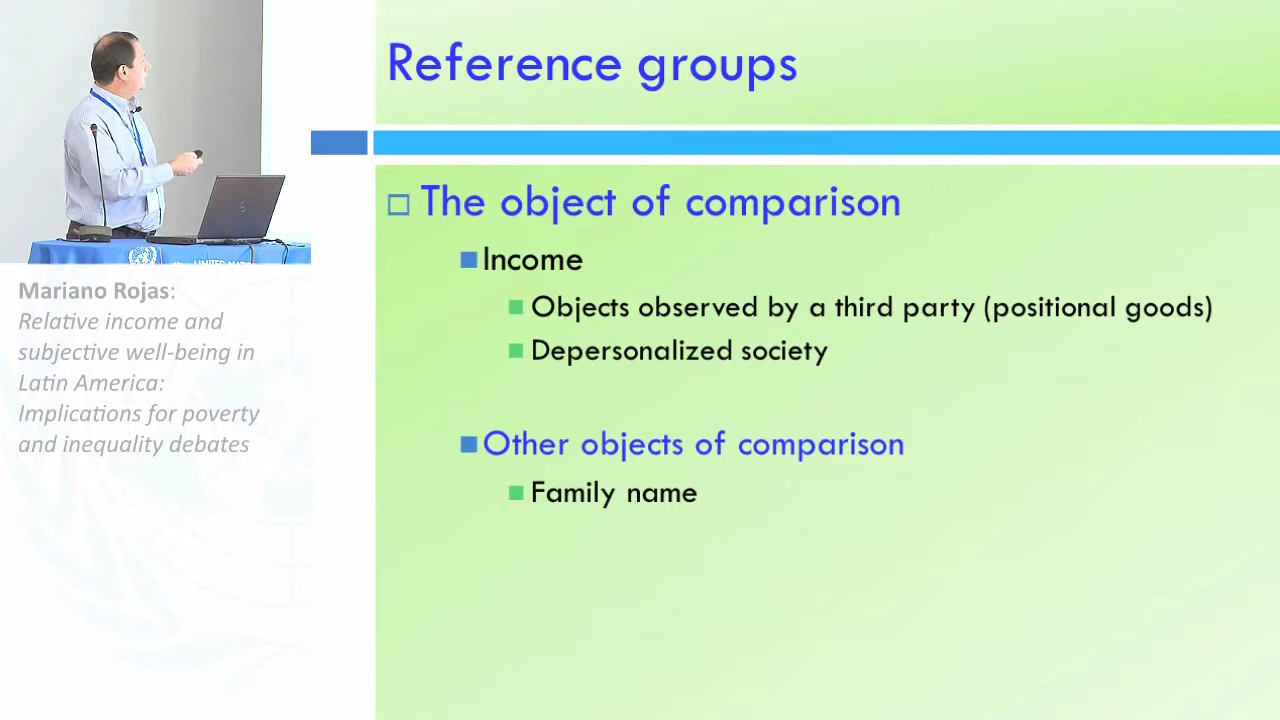 Reference groups
The object of comparison
Income
Objects observed by a third party (positional goods)
Depersonalized society
Other objects of comparison
Family name
UNITED NATI
Mariano Rojas:
Relative income and
subjective well-being in
Latin America:
Implications for poverty
and inequality debates